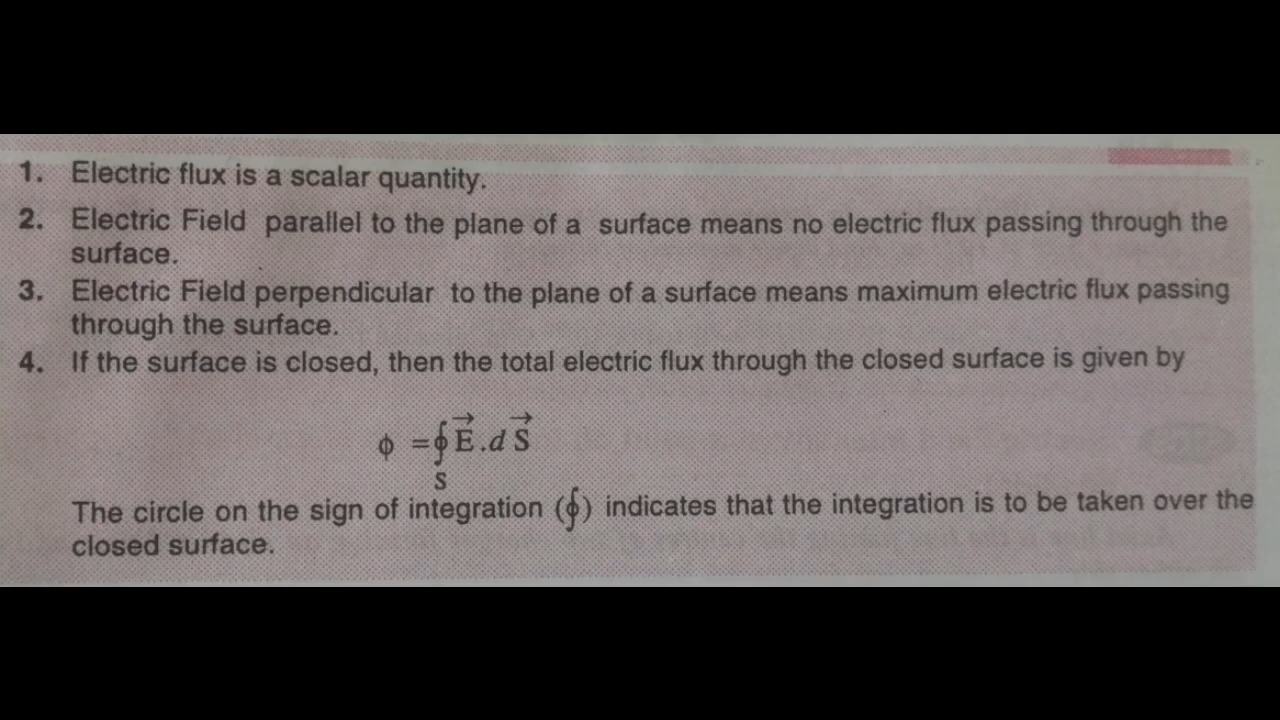 1. Electric flux is a scalar quantity.
2. Electric Field parallel to the plane of a surface means no electric flux passing through the
surface.
3. Electric Field perpendicular to the plane of a surface means maximum electric flux passing
through the surface.
4. If the surface is closed, then the total electric flux through the closed surface is given by
ϕ = ∮ E⃗ . d S⃗
S
The circle on the sign of integration (∮) indicates that the integration is to be taken over the
closed surface.